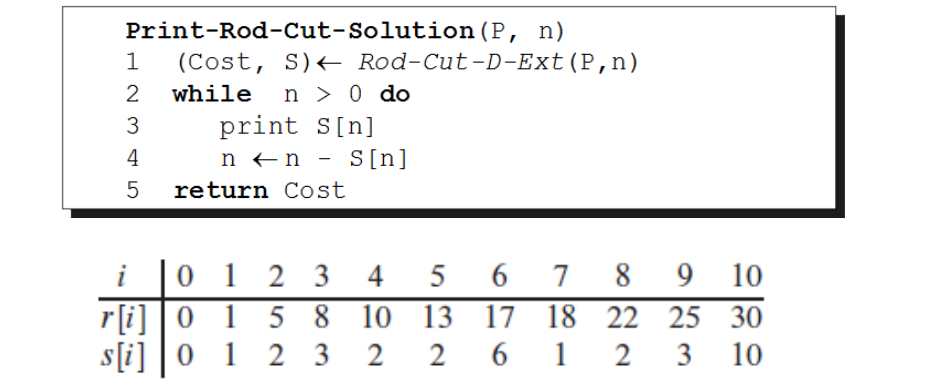 Print-Rod-Cut-Solution(P, n)
1 (Cost, S)← Rod-Cut-D-Ext(P,n)
2 while n > 0 do
3 print S[n]
4 n ←n - S[n]
5 return Cost
i 0 1 2 3 4 5 6 7 8 9 10
r[i] 0 1 5 8 10 13 17 18 22 25 30
s[i] 0 1 2 3 2 2 6 1 2 3 10